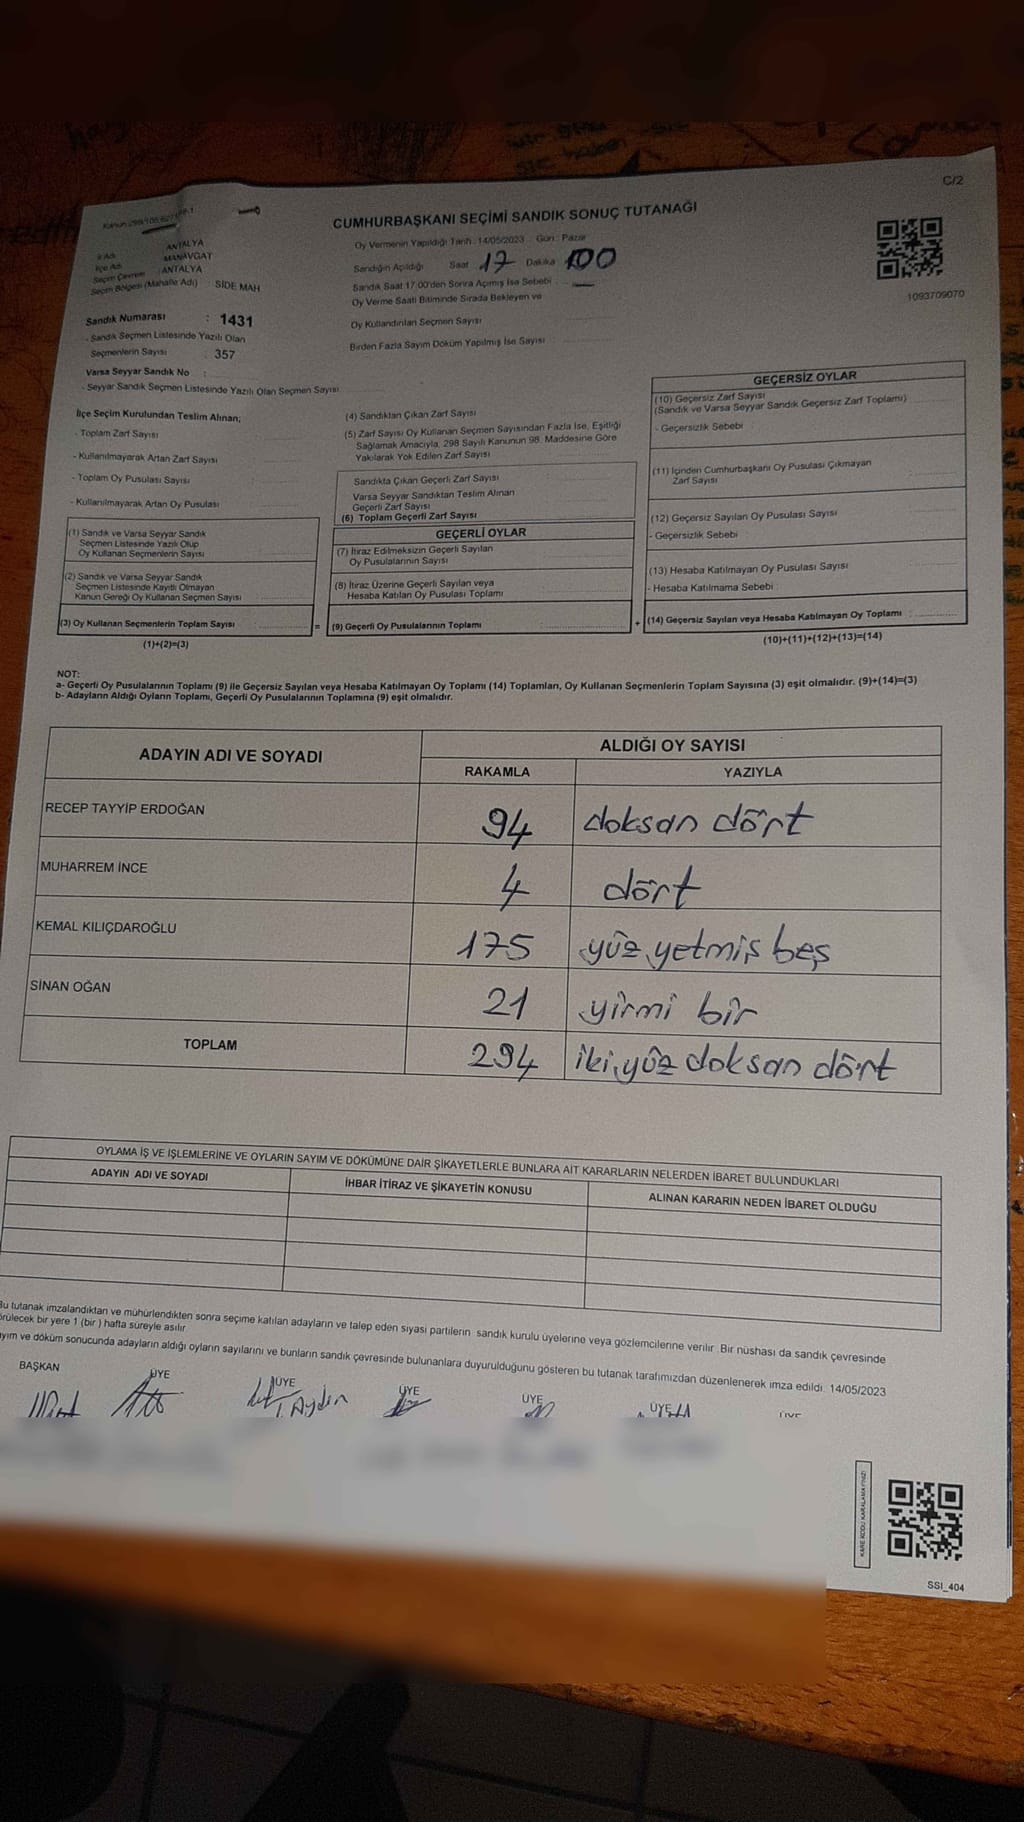 C/2
CUMHURBAŞKANI SEÇİMİ SANDIK SONUÇ TUTANAĞI
İl Adı : ANTALYA
İlçe Adı : MANAVGAT
Seçim Çevresi : ANTALYA
Seçim Bölgesi (Mahalle Adı) SİDE MAH
Sandık Numarası : 1431
- Sandık Seçmen Listesinde Yazılı Olan
Seçmenlerin Sayısı : 357
Varsa Seyyar Sandık No :
- Seyyar Sandık Seçmen Listesinde Yazılı Olan Seçmen Sayısı
Oy Vermenin Yapıldığı Tarih : 14/05/2023 Gün : Pazar
Sandığın Açıldığı Saat 17 Dakika 00
Sandık Saat 17.00'den Sonra Açımış İse Sebebi
Oy Verme Saati Bitiminde Sırada Bekleyen ve
Oy Kullandırılan Seçmen Sayısı
Birden Fazla Sayım Döküm Yapılmış İse Sayısı
1093709070
İlçe Seçim Kurulundan Teslim Alınan;
- Toplam Zarf Sayısı
- Kullanılmayarak Artan Zarf Sayısı
- Toplam Oy Pusulası Sayısı
- Kullanılmayarak Artan Oy Pusulası
(1) Sandık ve Varsa Seyyar Sandık
Seçmen Listesinde Yazılı Olup
Oy Kullanan Seçmenlerin Sayısı
(2) Sandık ve Varsa Seyyar Sandık
Seçmen Listesinde Kayıtlı Olmayan
Kanun Gereği Oy Kullanan Seçmen Sayısı
(3) Oy Kullanan Seçmenlerin Toplam Sayısı
(1)+(2)=(3)
(4) Sandıktan Çıkan Zarf Sayısı
(5) Zarf Sayısı Oy Kullanan Seçmen Sayısından Fazla İse, Eşitliği
Sağlamak Amacıyla, 298 Sayılı Kanunun 98. Maddesine Göre
Yakılarak Yok Edilen Zarf Sayısı
Sandıkta Çıkan Geçerli Zarf Sayısı
Varsa Seyyar Sandıktan Teslim Alınan
Geçerli Zarf Sayısı
(6) Toplam Geçerli Zarf Sayısı
GEÇERLİ OYLAR
(7) İtiraz Edilmeksizin Geçerli Sayılan
Oy Pusulalarının Sayısı
(8) İtiraz Üzerine Geçerli Sayılan veya
Hesaba Katılan Oy Pusulası Toplamı
= (9) Geçerli Oy Pusulalarının Toplamı
GEÇERSİZ OYLAR
(10) Geçersiz Zarf Sayısı
(Sandık ve Varsa Seyyar Sandık Geçersiz Zarf Toplamı)
- Geçersizlik Sebebi
(11) İçinden Cumhurbaşkanı Oy Pusulası Çıkmayan
Zarf Sayısı
(12) Geçersiz Sayılan Oy Pusulası Sayısı
- Geçersizlik Sebebi
(13) Hesaba Katılmayan Oy Pusulası Sayısı
- Hesaba Katılmama Sebebi
+ (14) Geçersiz Sayılan veya Hesaba Katılmayan Oy Toplamı
(10)+(11)+(12)+(13)=(14)
NOT:
a- Geçerli Oy Pusulalarının Toplamı (9) ile Geçersiz Sayılan veya Hesaba Katılmayan Oy Toplamı (14) Toplamları, Oy Kullanan Seçmenlerin Toplam Sayısına (3) eşit olmalıdır. (9)+(14)=(3)
b- Adayların Aldığı Oyların Toplamı, Geçerli Oy Pusulalarının Toplamına (9) eşit olmalıdır.
ADAYIN ADI VE SOYADI ALDIĞI OY SAYISI
RAKAMLA YAZIYLA
RECEP TAYYİP ERDOĞAN 94 doksan dört
MUHARREM İNCE 4 dört
KEMAL KILIÇDAROĞLU 175 yüz yetmiş beş
SİNAN OĞAN 21 yirmi bir
TOPLAM 294 iki yüz doksan dört
OYLAMA İŞ VE İŞLEMLERİNE VE OYLARIN SAYIM VE DÖKÜMÜNE DAİR ŞİKAYETLERLE BUNLARA AİT KARARLARIN NELERDEN İBARET BULUNDUKLARI
ADAYIN ADI VE SOYADI İHBAR İTİRAZ VE ŞİKAYETİN KONUSU ALINAN KARARIN NEDEN İBARET OLDUĞU
Bu tutanak imzalandıktan ve mühürlendikten sonra seçime katılan adayların ve talep eden siyasi partilerin sandık kurulu üyelerine veya gözlemcilerine verilir. Bir nüshası da sandık çevresinde
görülecek bir yere 1 (bir) hafta süreyle asılır.
ayım ve döküm sonucunda adayların aldığı oyların sayılarını ve bunların sandık çevresinde bulunanlara duyurulduğunu gösteren bu tutanak tarafımızdan düzenlenerek imza edildi. 14/05/2023
BAŞKAN ÜYE ÜYE ÜYE ÜYE ÜYE ÜYE
T. Aydın
KARE KODU KARALAMAYINIZ!
SSI_404